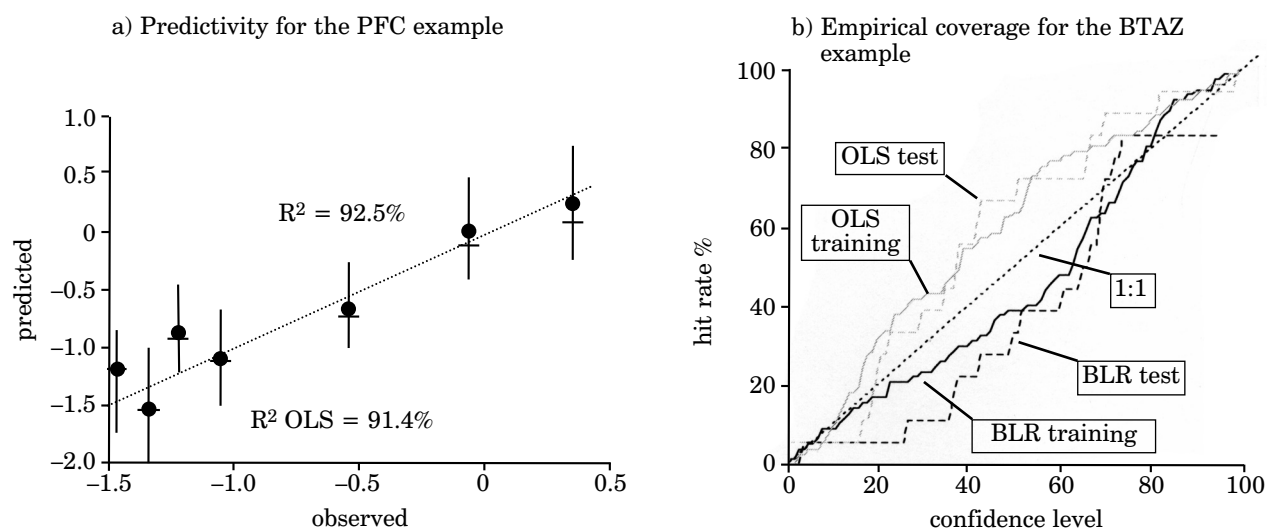 a) Predictivity for the PFC example
1.0
0.5
0
−0.5
−1.0
−1.5
−2.0
predicted
R² = 92.5%
R² OLS = 91.4%
−1.5
−1.0
−0.5
0
0.5
observed
b) Empirical coverage for the BTAZ
example
100
80
60
40
20
0
hit rate %
OLS test
OLS
training
1:1
BLR test
BLR training
0
20
40
60
80
100
confidence level